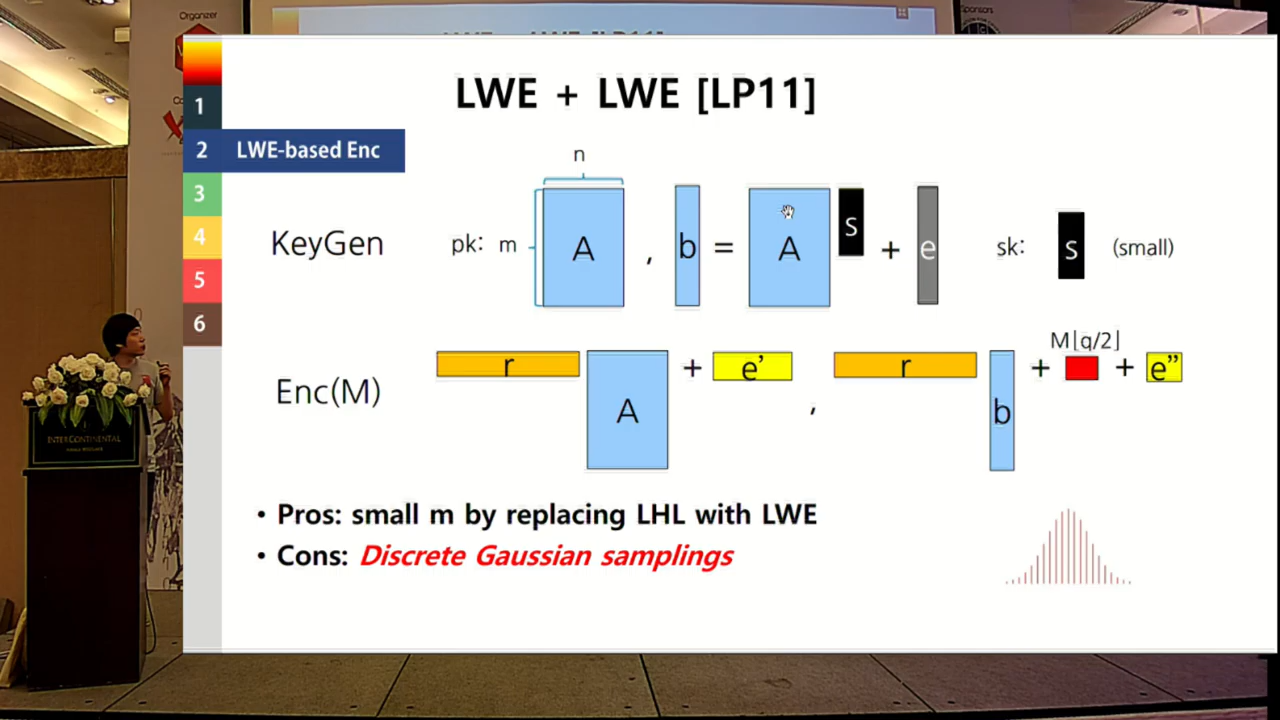 Organizer
Sponsors
LWE + LWE [LP11]
1
2 LWE-based Enc
3
4
5
6
n
KeyGen pk: m A , b = A s + e sk: s (small)
M⌊q/2⌋
Enc(M) r A + e' , r b + + e"
• Pros: small m by replacing LHL with LWE
• Cons: Discrete Gaussian samplings
INTERCONTINENTAL